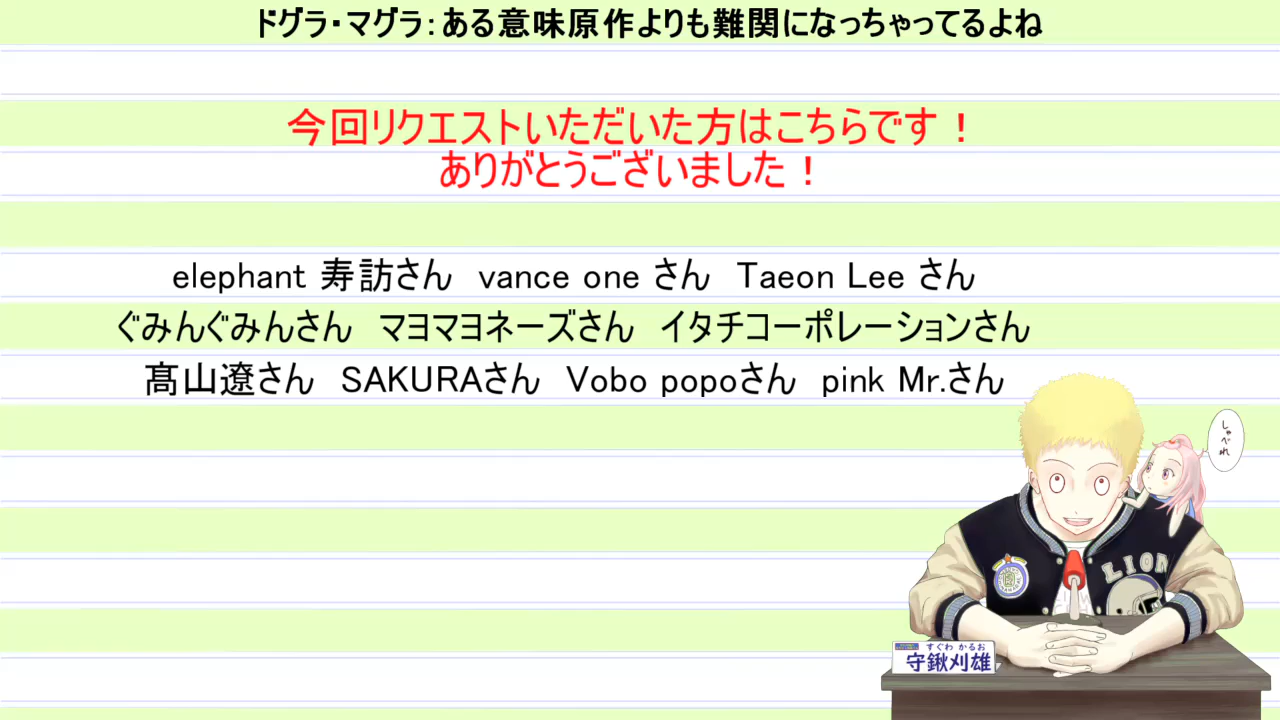 ドグラ・マグラ：ある意味原作よりも難関になっちゃってるよね
今回リクエストいただいた方はこちらです！
ありがとうございました！
elephant 寿訪さん　vance one さん　Taeon Lee さん
ぐみんぐみんさん　マヨマヨネーズさん　イタチコーポレーションさん
髙山遼さん　SAKURAさん　Vobo popoさん　pink Mr.さん
しゃべれ
LION
すぐわ かるお
守鍬刈雄